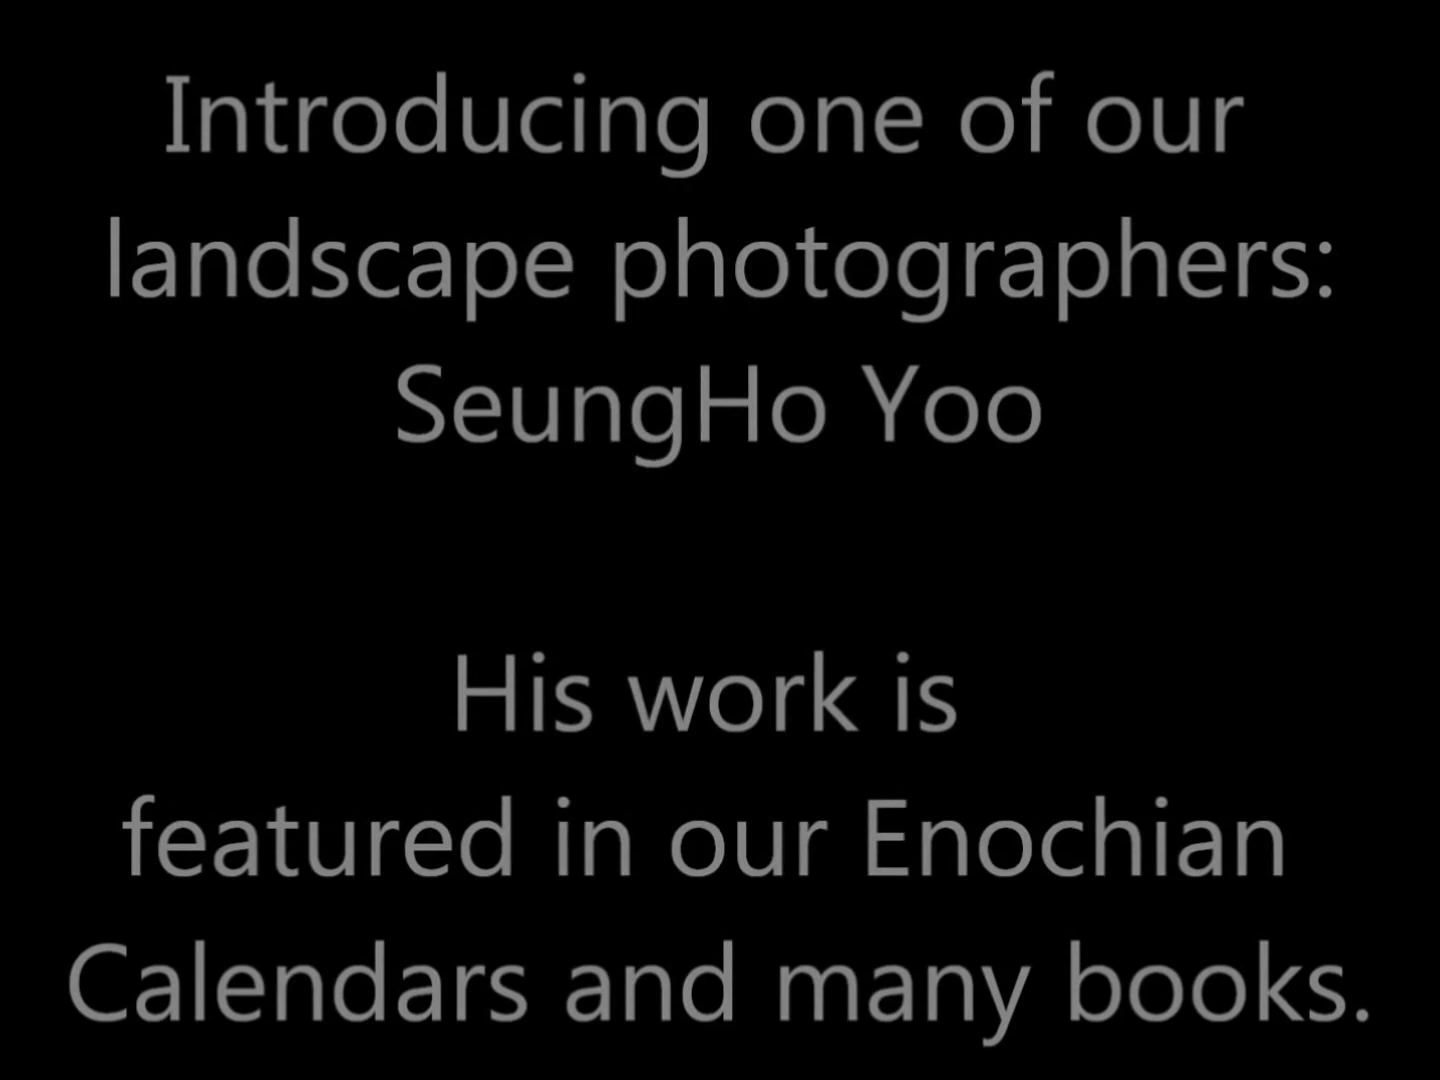 Introducing one of our
landscape photographers:
SeungHo Yoo
His work is
featured in our Enochian
Calendars and many books.